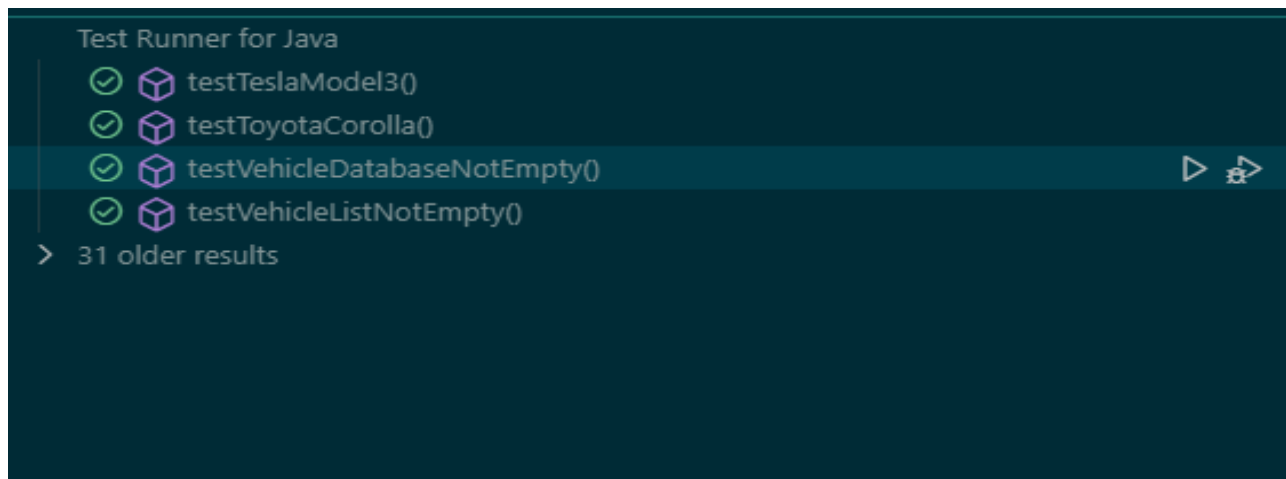 Test Runner for Java
testTeslaModel3()
testToyotaCorolla()
testVehicleDatabaseNotEmpty()
testVehicleListNotEmpty()
31 older results